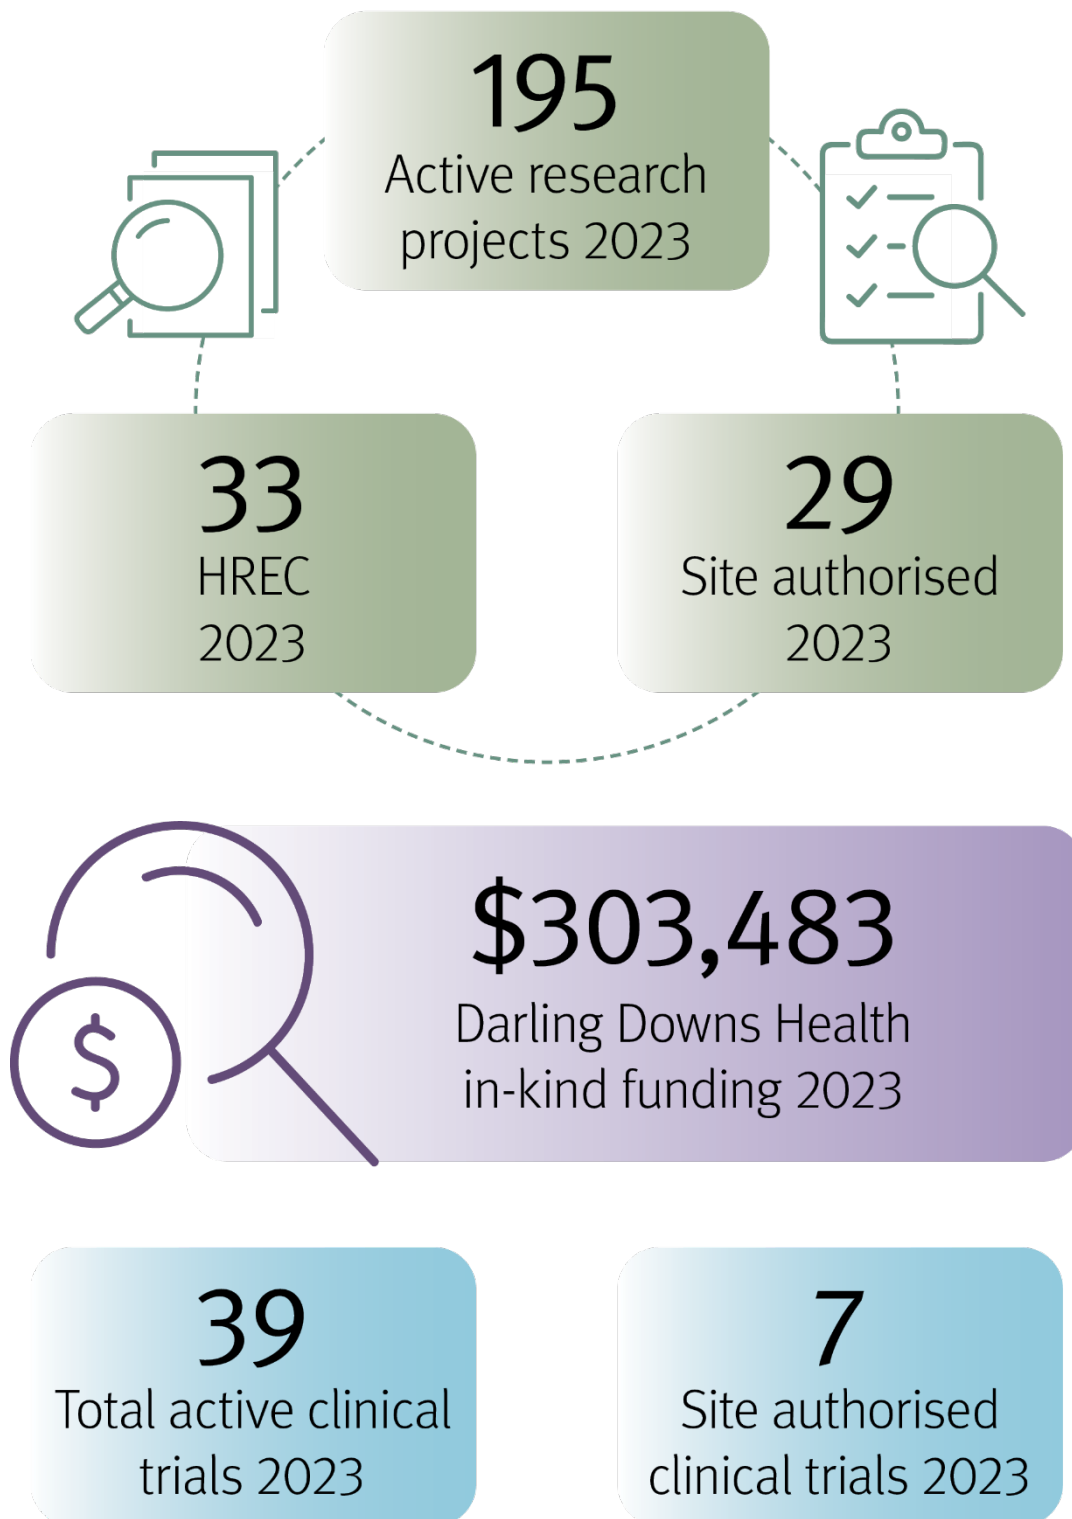 195
Active research
projects 2023
33
HREC
2023
29
Site authorised
2023
$303,483
Darling Downs Health
in-kind funding 2023
$
39
Total active clinical
trials 2023
7
Site authorised
clinical trials 2023